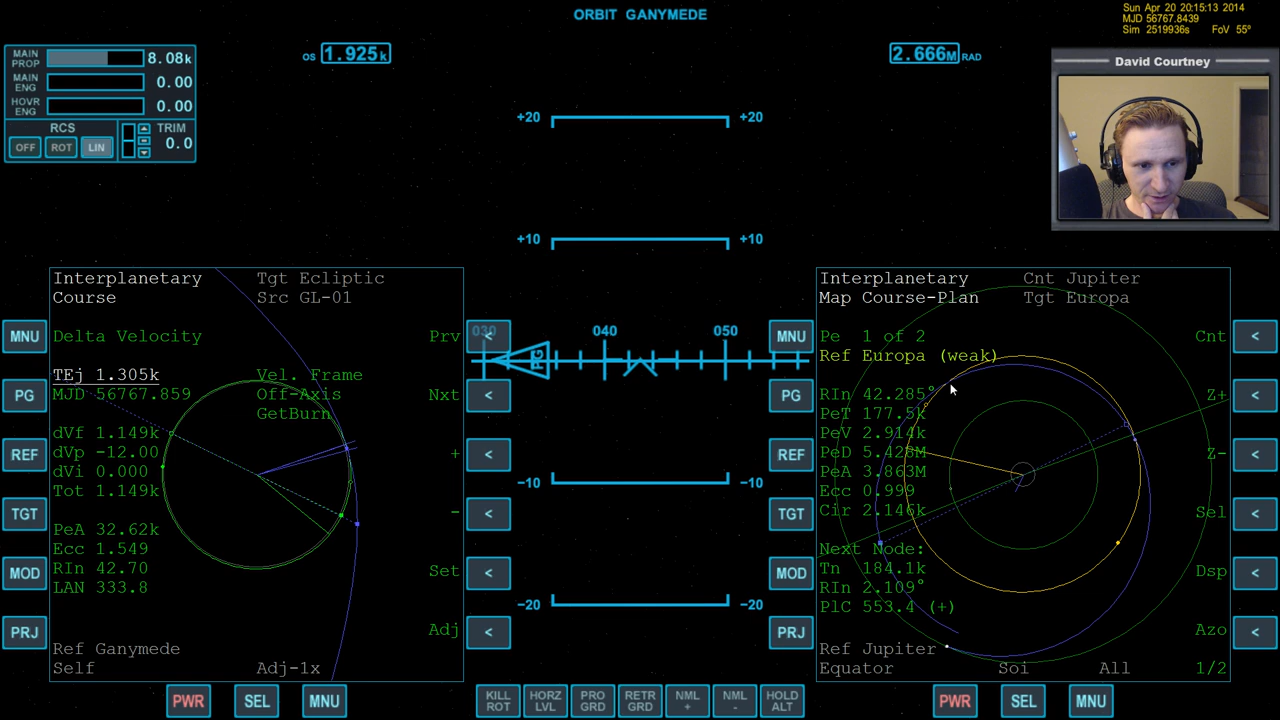 ORBIT GANYMEDE
Sun Apr 20 20:15:13 2014
MJD 56767.8439
Sim 2519936s FoV 55°
David Courtney
MAIN PROP 8.08k
MAIN ENG 0.00
HOVR ENG 0.00
RCS TRIM
OFF ROT LIN 0.0
OS 1.925k
2.666M RAD
+20 +20
+10 +10
030 040 050
PG
-10 -10
-20 -20
Interplanetary Tgt Ecliptic
Course Src GL-01
Delta Velocity Prv
TEj 1.305k Vel. Frame
MJD 56767.859 Off-Axis Nxt
GetBurn
dVf 1.149k
dVp -12.00 +
dVi 0.000
Tot 1.149k
-
PeA 32.62k
Ecc 1.549
RIn 42.70 Set
LAN 333.8
Adj
Ref Ganymede
Self Adj-1x
MNU
PG
REF
TGT
MOD
PRJ
<
<
<
<
<
<
PWR SEL MNU
KILL ROT
HORZ LVL
PRO GRD
RETR GRD
NML +
NML -
HOLD ALT
Interplanetary Cnt Jupiter
Map Course-Plan Tgt Europa
Pe 1 of 2 Cnt
Ref Europa (weak)
RIn 42.285° Z+
PeT 177.5k
PeV 2.914k
PeD 5.428M Z-
PeA 3.863M
Ecc 0.999
Cir 2.146k Sel
Next Node:
Tn 184.1k Dsp
RIn 2.109°
PlC 553.4 (+)
Azo
Ref Jupiter
Equator Soi All 1/2
MNU
PG
REF
TGT
MOD
PRJ
<
<
<
<
<
<
PWR SEL MNU